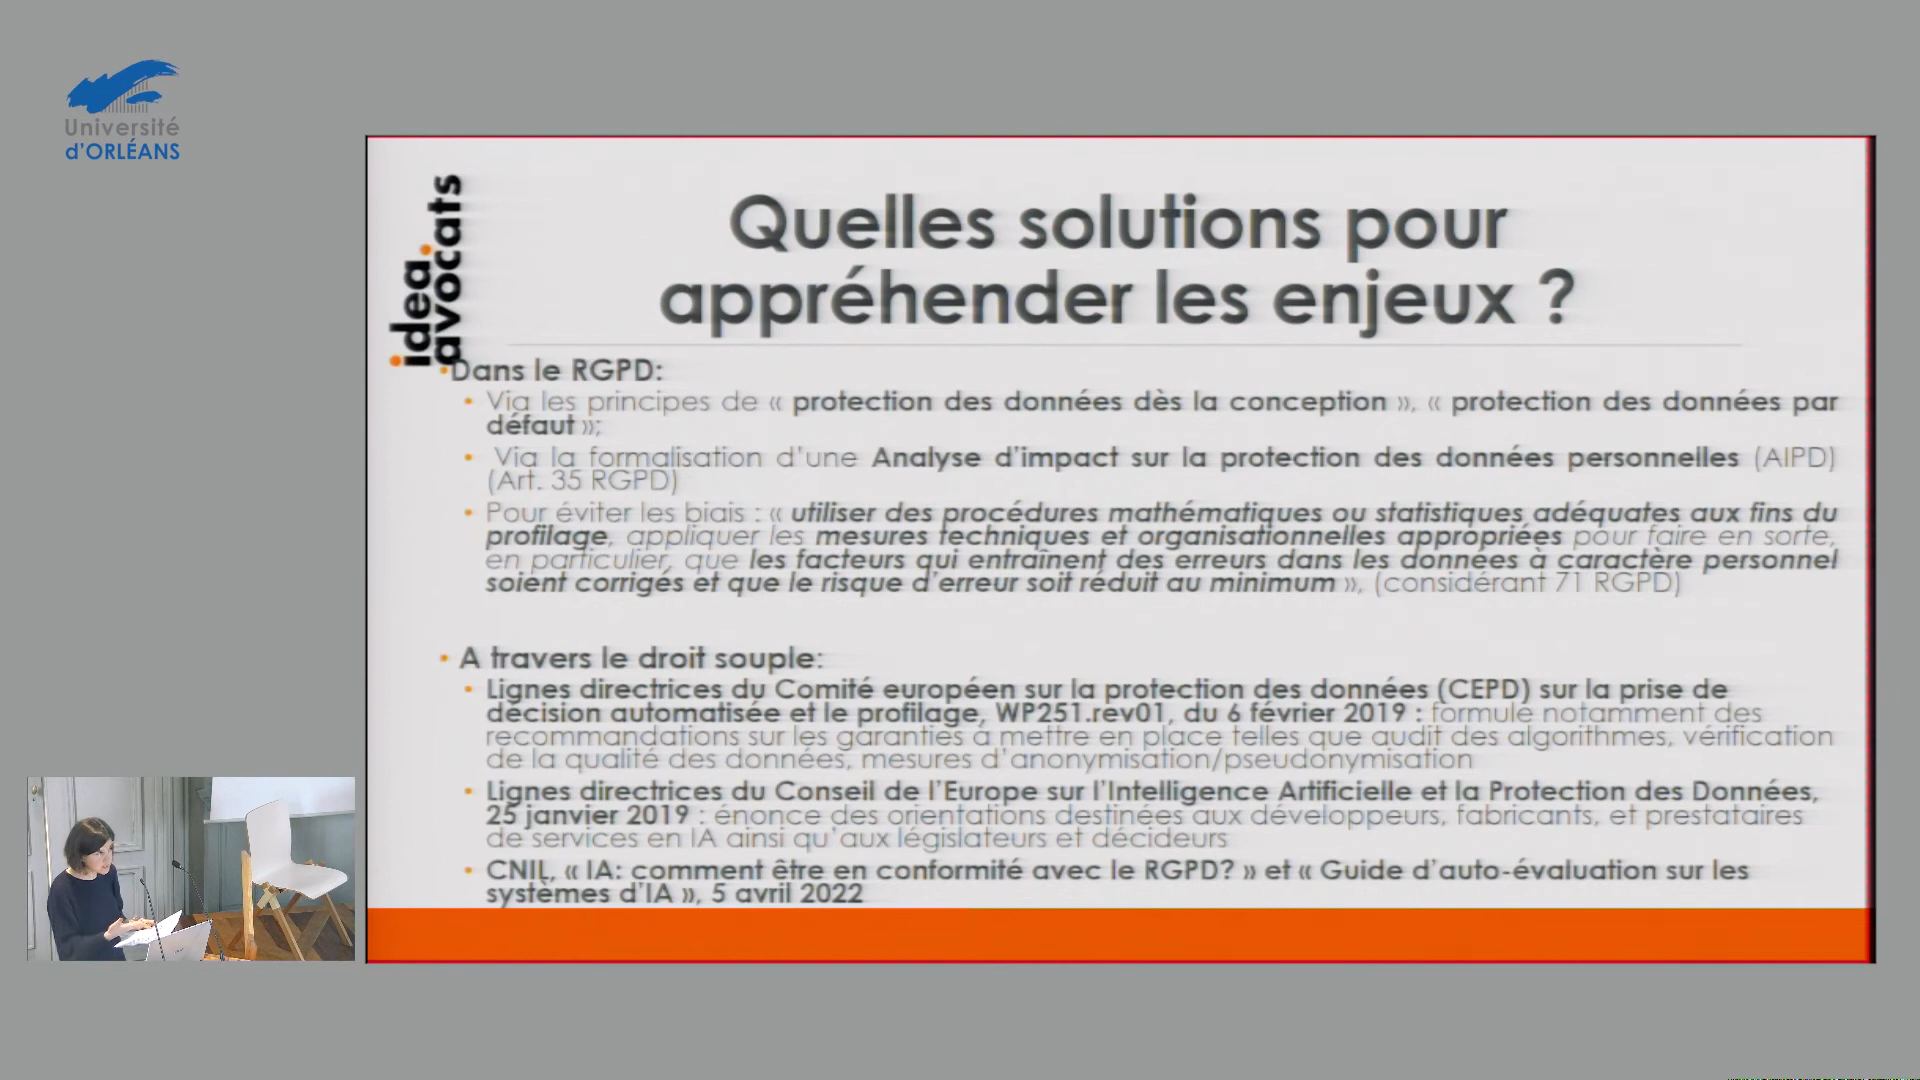 Université
d'ORLÉANS
idea.
avocats
Quelles solutions pour
appréhender les enjeux ?
Dans le RGPD:
Via les principes de « protection des données dès la conception », « protection des données par
défaut »;
Via la formalisation d'une Analyse d'impact sur la protection des données personnelles (AIPD)
(Art. 35 RGPD)
Pour éviter les biais : « utiliser des procédures mathématiques ou statistiques adéquates aux fins du
profilage, appliquer les mesures techniques et organisationnelles appropriées pour faire en sorte,
en particulier, que les facteurs qui entraînent des erreurs dans les données à caractère personnel
soient corrigés et que le risque d'erreur soit réduit au minimum », (considérant 71 RGPD)
A travers le droit souple:
Lignes directrices du Comité européen sur la protection des données (CEPD) sur la prise de
décision automatisée et le profilage, WP251.rev01, du 6 février 2019 : formule notamment des
recommandations sur les garanties à mettre en place telles que audit des algorithmes, vérification
de la qualité des données, mesures d'anonymisation/pseudonymisation
Lignes directrices du Conseil de l'Europe sur l'Intelligence Artificielle et la Protection des Données,
25 janvier 2019 : énonce des orientations destinées aux développeurs, fabricants, et prestataires
de services en IA ainsi qu'aux législateurs et décideurs
CNIL, « IA: comment être en conformité avec le RGPD? » et « Guide d'auto-évaluation sur les
systèmes d'IA », 5 avril 2022